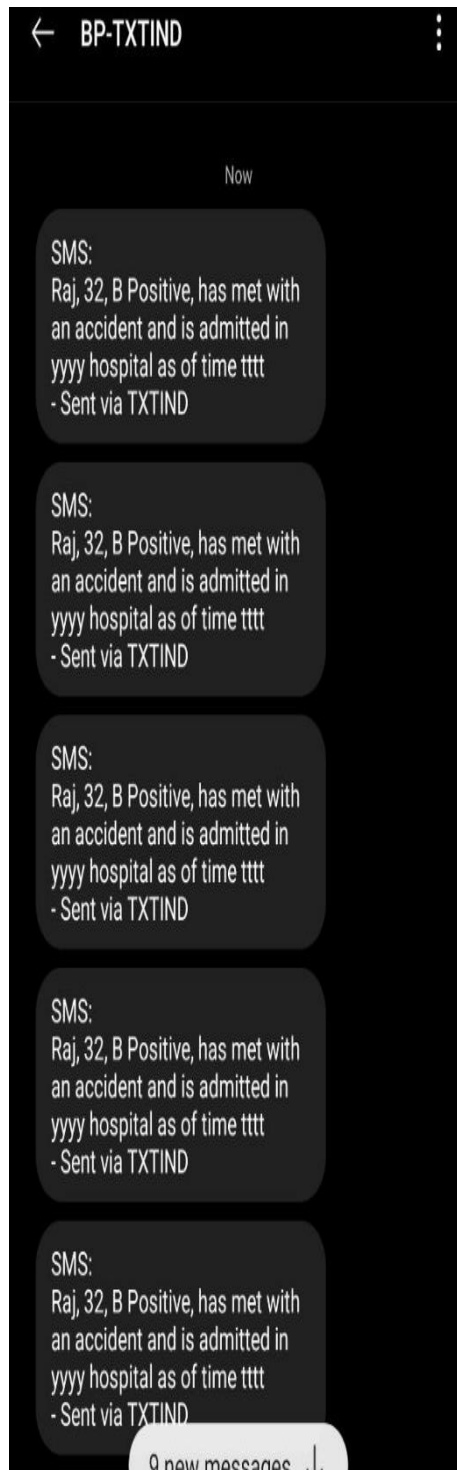 BP-TXTIND
Now
SMS:
Raj, 32, B Positive, has met with
an accident and is admitted in
yyyy hospital as of time tttt
- Sent via TXTIND
SMS:
Raj, 32, B Positive, has met with
an accident and is admitted in
yyyy hospital as of time tttt
- Sent via TXTIND
SMS:
Raj, 32, B Positive, has met with
an accident and is admitted in
yyyy hospital as of time tttt
- Sent via TXTIND
SMS:
Raj, 32, B Positive, has met with
an accident and is admitted in
yyyy hospital as of time tttt
- Sent via TXTIND
SMS:
Raj, 32, B Positive, has met with
an accident and is admitted in
yyyy hospital as of time tttt
- Sent via TXTIND
9 new messages